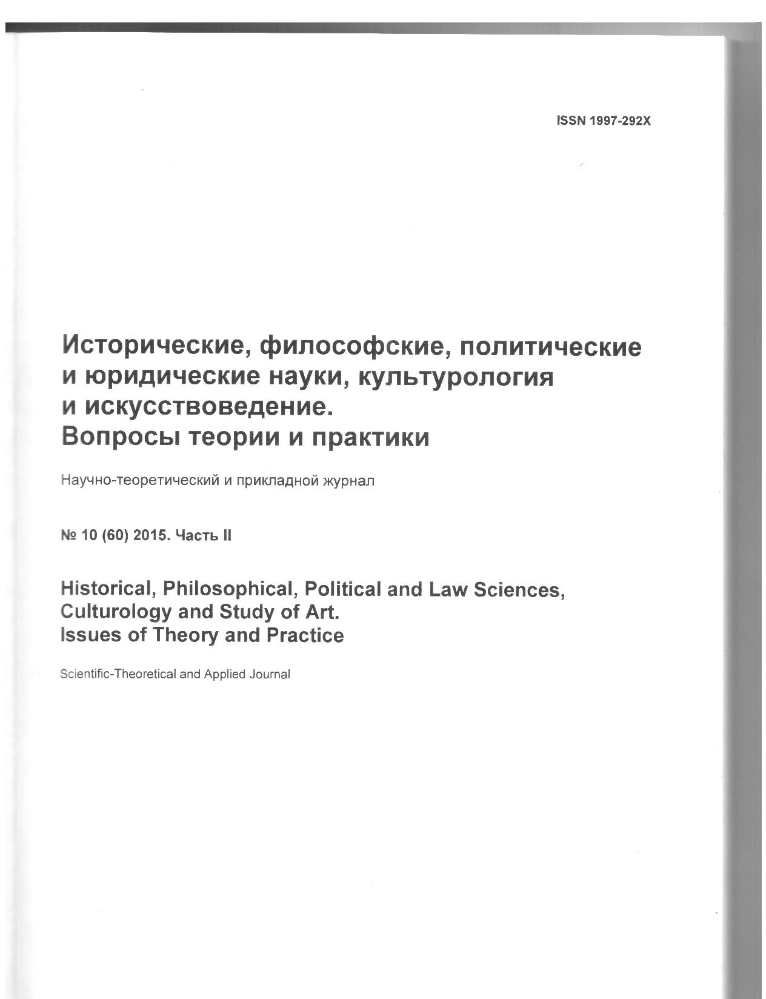 ISSN 1997-292X
Исторические, философские, политические
и юридические науки, культурология
и искусствоведение.
Вопросы теории и практики
Научно-теоретический и прикладной журнал
№ 10 (60) 2015. Часть II
Historical, Philosophical, Political and Law Sciences,
Culturology and Study of Art.
Issues of Theory and Practice
Scientific-Theoretical and Applied Journal